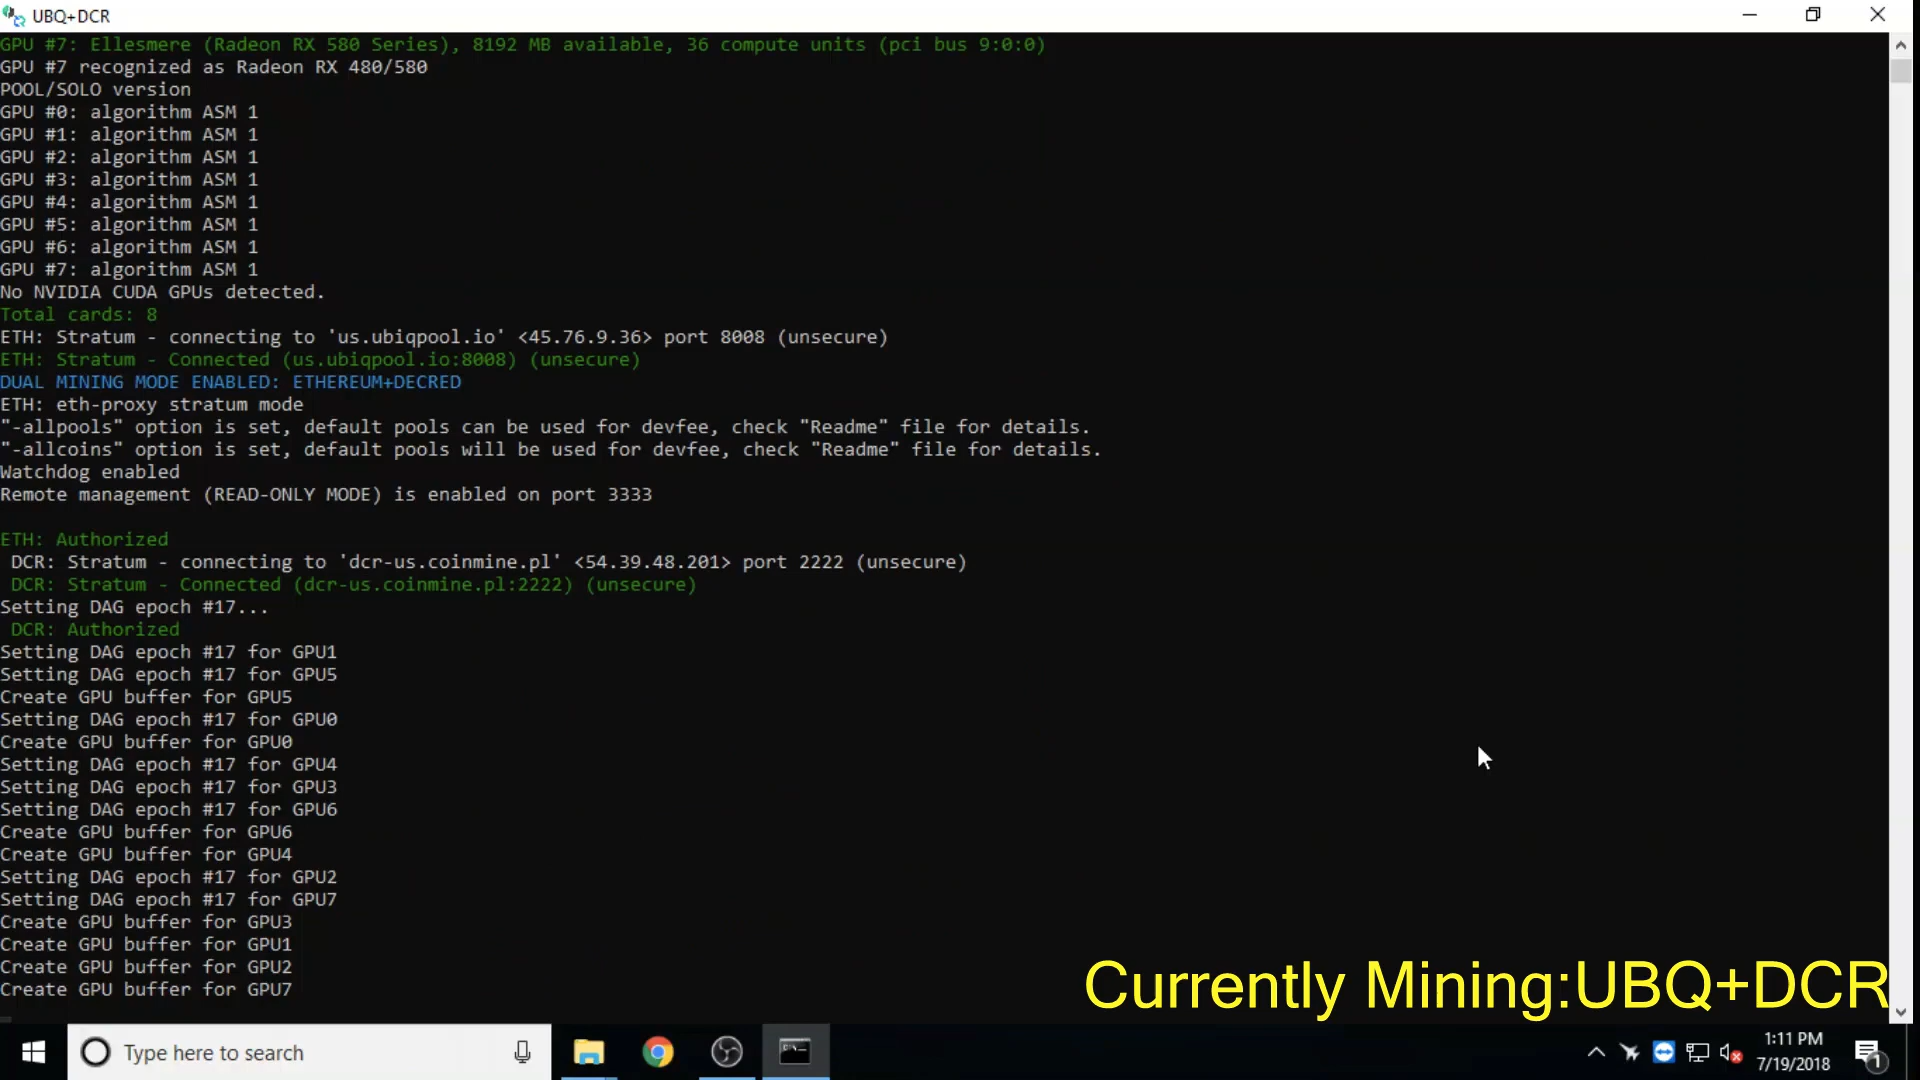 UBQ+DCR
GPU #7: Ellesmere (Radeon RX 580 Series), 8192 MB available, 36 compute units (pci bus 9:0:0)
GPU #7 recognized as Radeon RX 480/580
POOL/SOLO version
GPU #0: algorithm ASM 1
GPU #1: algorithm ASM 1
GPU #2: algorithm ASM 1
GPU #3: algorithm ASM 1
GPU #4: algorithm ASM 1
GPU #5: algorithm ASM 1
GPU #6: algorithm ASM 1
GPU #7: algorithm ASM 1
No NVIDIA CUDA GPUs detected.
Total cards: 8
ETH: Stratum - connecting to 'us.ubiqpool.io' <45.76.9.36> port 8008 (unsecure)
ETH: Stratum - Connected (us.ubiqpool.io:8008) (unsecure)
DUAL MINING MODE ENABLED: ETHEREUM+DECRED
ETH: eth-proxy stratum mode
"-allpools" option is set, default pools can be used for devfee, check "Readme" file for details.
"-allcoins" option is set, default pools will be used for devfee, check "Readme" file for details.
Watchdog enabled
Remote management (READ-ONLY MODE) is enabled on port 3333
ETH: Authorized
DCR: Stratum - connecting to 'dcr-us.coinmine.pl' <54.39.48.201> port 2222 (unsecure)
DCR: Stratum - Connected (dcr-us.coinmine.pl:2222) (unsecure)
Setting DAG epoch #17...
DCR: Authorized
Setting DAG epoch #17 for GPU1
Setting DAG epoch #17 for GPU5
Create GPU buffer for GPU5
Setting DAG epoch #17 for GPU0
Create GPU buffer for GPU0
Setting DAG epoch #17 for GPU4
Setting DAG epoch #17 for GPU3
Setting DAG epoch #17 for GPU6
Create GPU buffer for GPU6
Create GPU buffer for GPU4
Setting DAG epoch #17 for GPU2
Setting DAG epoch #17 for GPU7
Create GPU buffer for GPU3
Create GPU buffer for GPU1
Create GPU buffer for GPU2
Create GPU buffer for GPU7
Currently Mining:UBQ+DCR
Type here to search
1:11 PM
7/19/2018
1